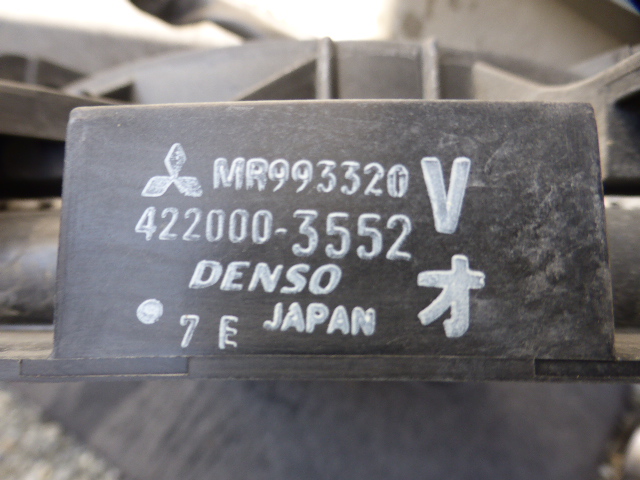 MR993320 V
422000-3552
DENSO オ
7 E JAPAN